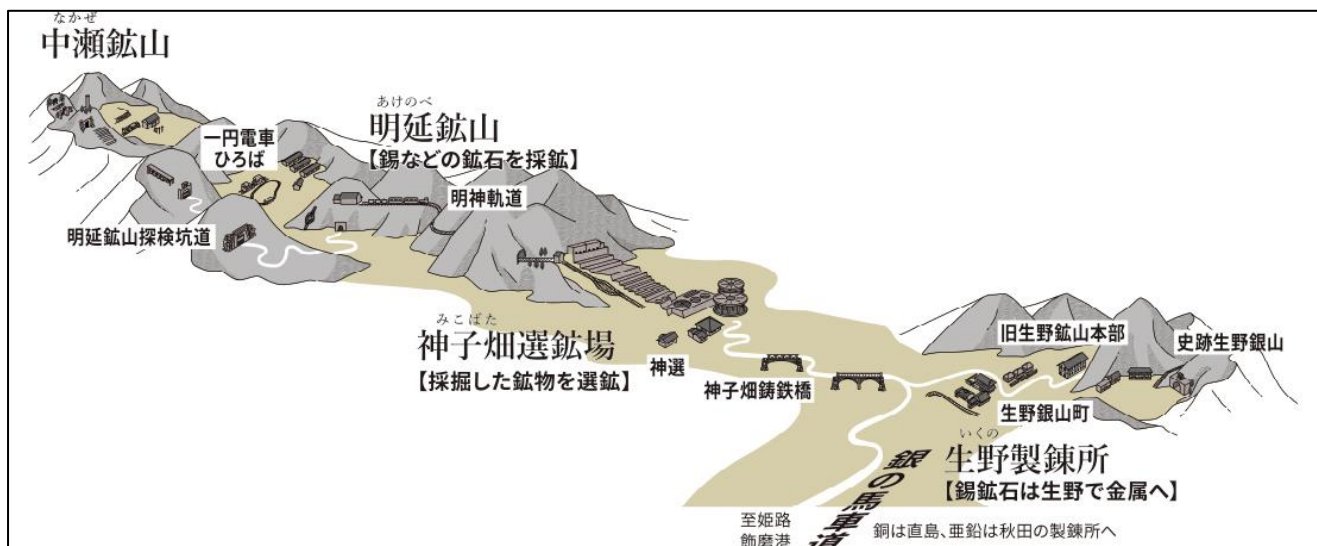 なかぜ
中瀬鉱山
あけのべ
明延鉱山
【錫などの鉱石を採鉱】
一円電車
ひろば
明神軌道
明延鉱山探検坑道
みこばた
神子畑選鉱場
【採掘した鉱物を選鉱】
神選
神子畑鋳鉄橋
旧生野鉱山本部
史跡生野銀山
生野銀山町
いくの
生野製錬所
【錫鉱石は生野で金属へ】
銀の馬車道
至姫路
飾磨港
銅は直島、亜鉛は秋田の製錬所へ